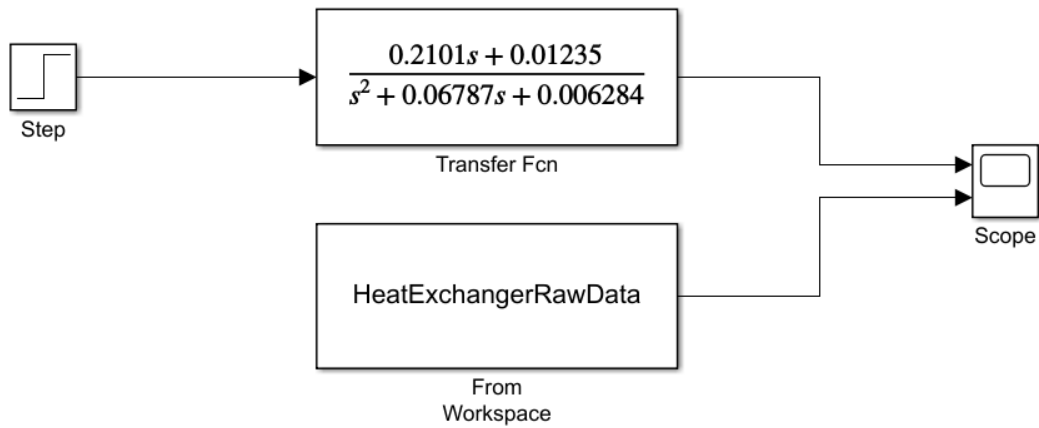 0.2101s + 0.01235
s² + 0.06787s + 0.006284
Step
Transfer Fcn
Scope
HeatExchangerRawData
From
Workspace